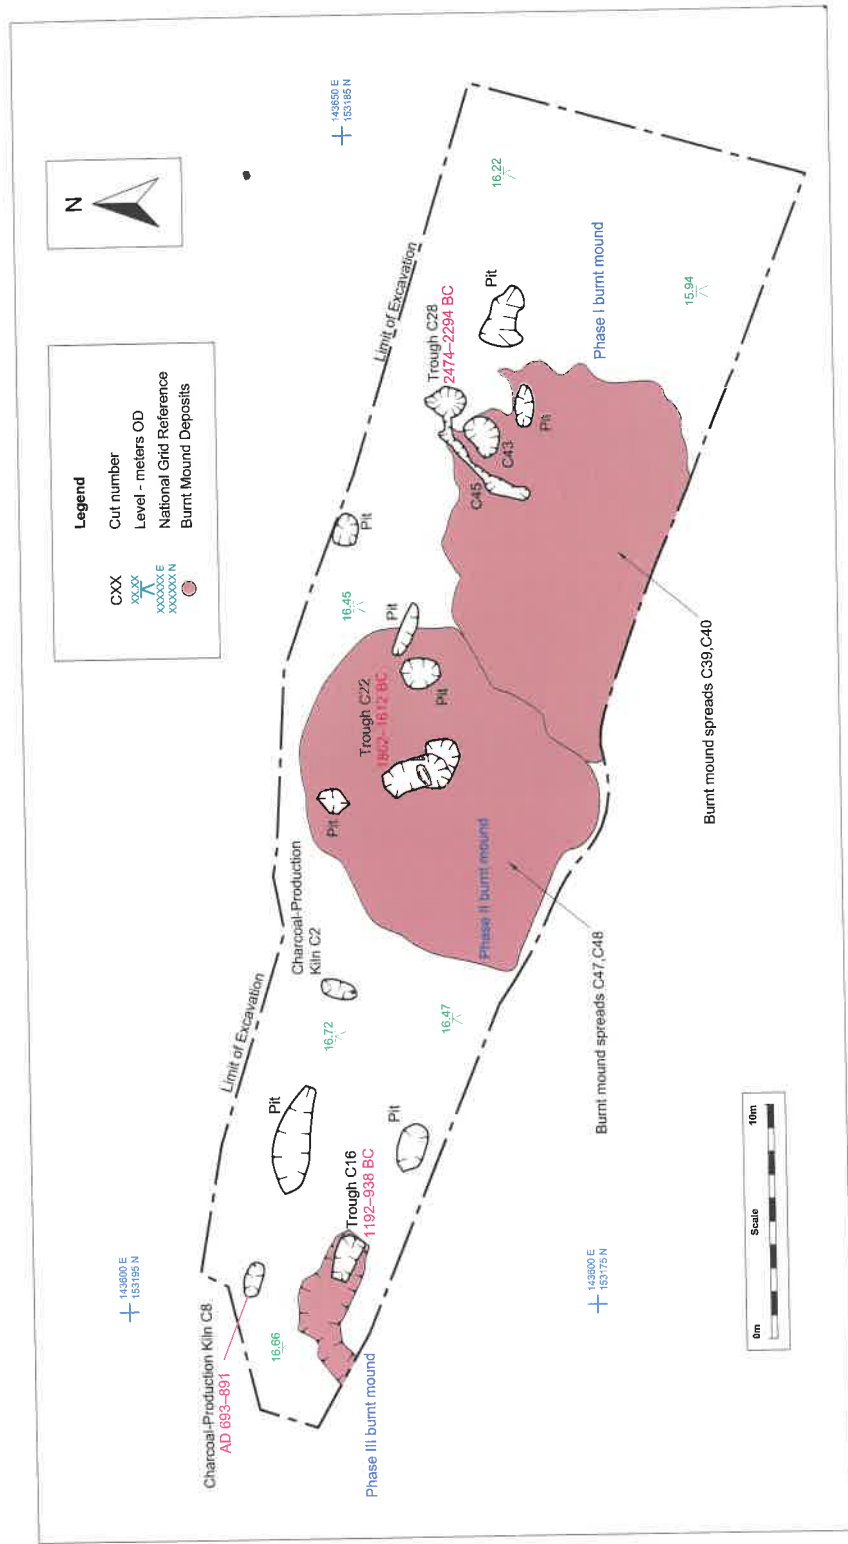 N
Legend
CXX
Cut number
XX.XX
Level - meters OD
XXXXXX E
XXXXXX N
National Grid Reference
Burnt Mound Deposits
143650 E
153185 N
143600 E
153195 N
143600 E
153175 N
Limit of Excavation
Limit of Excavation
Charcoal-Production Kiln C8
AD 693–891
16.66
Phase III burnt mound
Trough C16
1192–938 BC
Pit
Pit
16.72
16.47
Charcoal-Production
Kiln C2
Pit
Phase II burnt mound
Trough C22
1862–1612 BC
Pit
Pit
16.45
Pit
C45
C43
Trough C28
2474–2294 BC
Pit
Pit
Phase I burnt mound
16.22
15.94
Burnt mound spreads C47,C48
Burnt mound spreads C39,C40
0m
Scale
10m